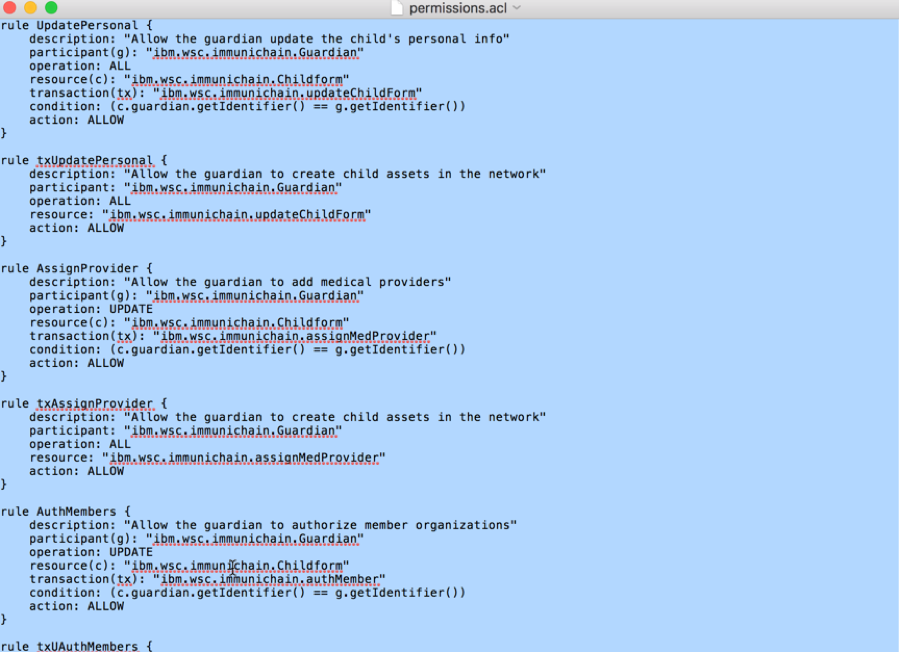 permissions.acl
rule UpdatePersonal {
    description: "Allow the guardian update the child's personal info"
    participant(g): "ibm.wsc.immunichain.Guardian"
    operation: ALL
    resource(c): "ibm.wsc.immunichain.Childform"
    transaction(tx): "ibm.wsc.immunichain.updateChildForm"
    condition: (c.guardian.getIdentifier() == g.getIdentifier())
    action: ALLOW
}
rule txUpdatePersonal {
    description: "Allow the guardian to create child assets in the network"
    participant: "ibm.wsc.immunichain.Guardian"
    operation: ALL
    resource: "ibm.wsc.immunichain.updateChildForm"
    action: ALLOW
}
rule AssignProvider {
    description: "Allow the guardian to add medical providers"
    participant(g): "ibm.wsc.immunichain.Guardian"
    operation: UPDATE
    resource(c): "ibm.wsc.immunichain.Childform"
    transaction(tx): "ibm.wsc.immunichain.assignMedProvider"
    condition: (c.guardian.getIdentifier() == g.getIdentifier())
    action: ALLOW
}
rule txAssignProvider {
    description: "Allow the guardian to create child assets in the network"
    participant: "ibm.wsc.immunichain.Guardian"
    operation: ALL
    resource: "ibm.wsc.immunichain.assignMedProvider"
    action: ALLOW
}
rule AuthMembers {
    description: "Allow the guardian to authorize member organizations"
    participant(g): "ibm.wsc.immunichain.Guardian"
    operation: UPDATE
    resource(c): "ibm.wsc.immunichain.Childform"
    transaction(tx): "ibm.wsc.immunichain.authMember"
    condition: (c.guardian.getIdentifier() == g.getIdentifier())
    action: ALLOW
}
rule txUAuthMembers {